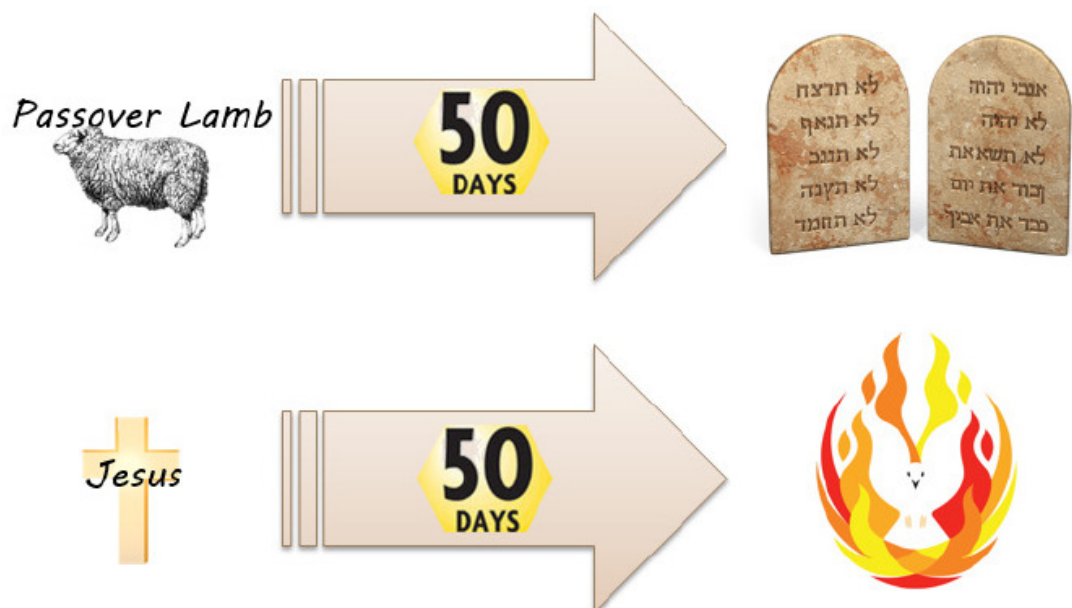 Passover Lamb
50
DAYS
אנכי יהוה
לא יהיה
לא תשא את
זכור את יום
כבד את אביך
לא תרצח
לא תנאף
לא תגנב
לא תענה
לא תחמד
Jesus
50
DAYS